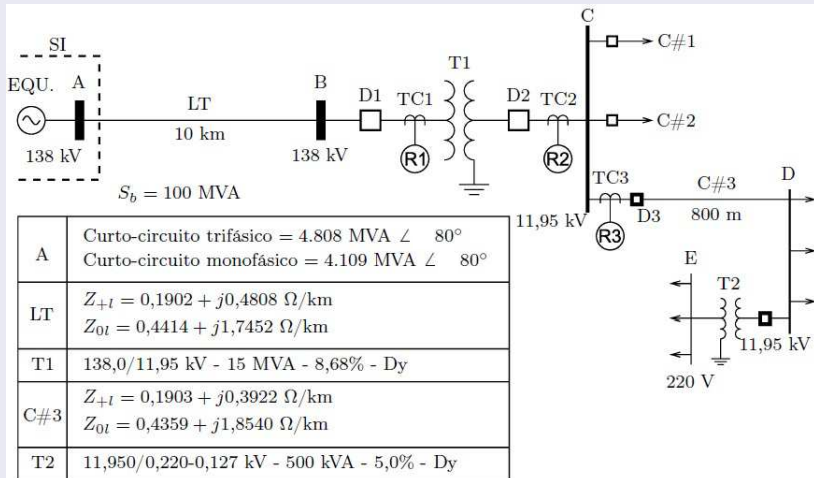 SI
EQU.
A
138 kV
LT
10 km
B
138 kV
D1
TC1
R1
T1
D2
TC2
R2
C
C#1
C#2
TC3
R3
D3
C#3
800 m
D
11,95 kV
E
T2
11,95 kV
220 V
S_b = 100 MVA
A
Curto-circuito trifásico = 4.808 MVA ∠ 80°
Curto-circuito monofásico = 4.109 MVA ∠ 80°
LT
Z_{+l} = 0,1902 + j0,4808 Ω/km
Z_{0l} = 0,4414 + j1,7452 Ω/km
T1
138,0/11,95 kV - 15 MVA - 8,68% - Dy
C#3
Z_{+l} = 0,1903 + j0,3922 Ω/km
Z_{0l} = 0,4359 + j1,8540 Ω/km
T2
11,950/0,220-0,127 kV - 500 kVA - 5,0% - Dy